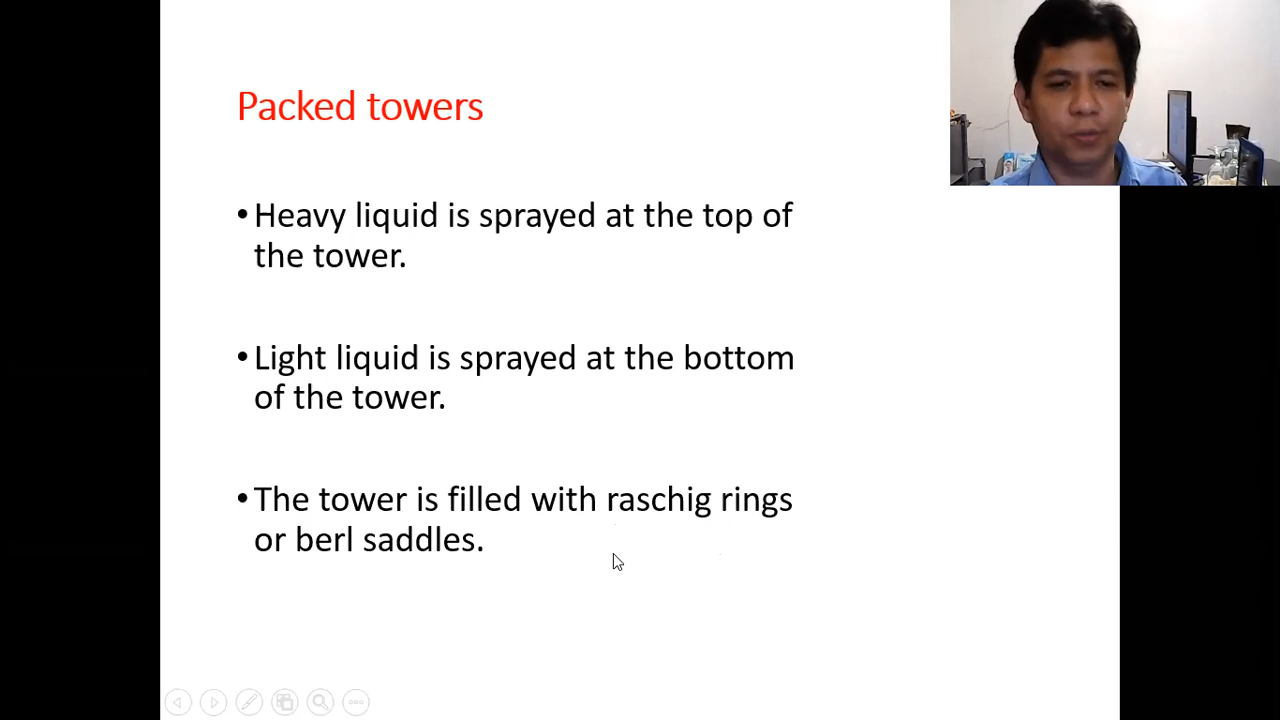 Packed towers
•Heavy liquid is sprayed at the top of
the tower.
•Light liquid is sprayed at the bottom
of the tower.
•The tower is filled with raschig rings
or berl saddles.